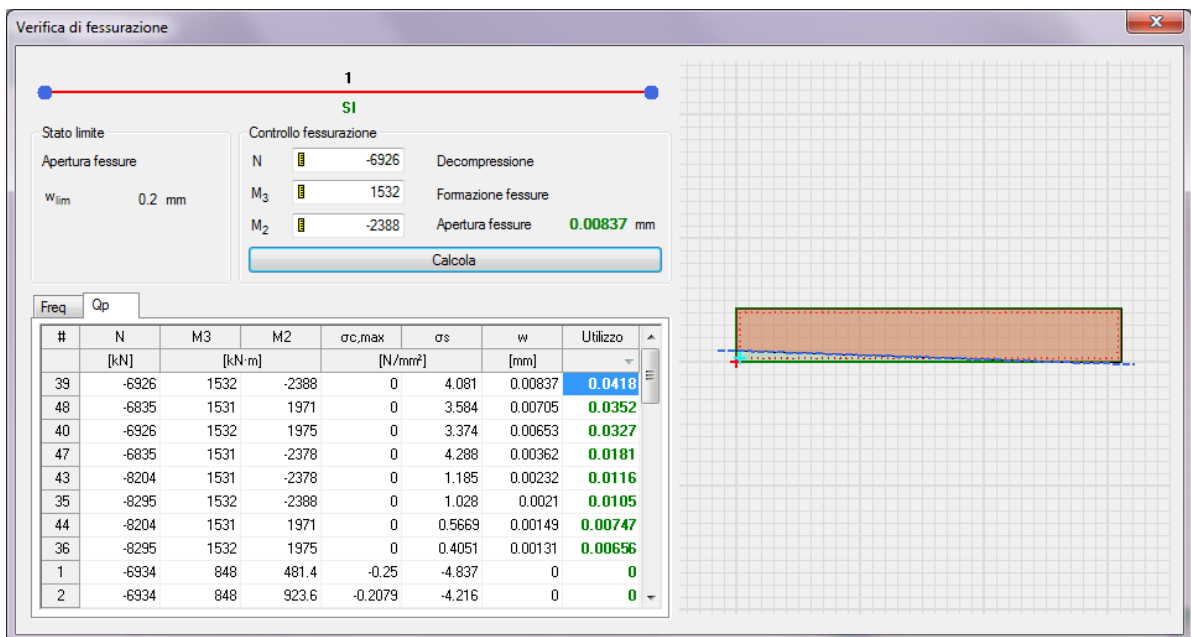 Verifica di fessurazione
x
1
SI
Stato limite
Apertura fessure
wlim 0.2 mm
Controllo fessurazione
N -6926 Decompressione
M3 1532 Formazione fessure
M2 -2388 Apertura fessure 0.00837 mm
Calcola
Freq Qp
# N M3 M2 σc,max σs w Utilizzo
[kN] [kN·m] [N/mm²] [mm]
39 -6926 1532 -2388 0 4.081 0.00837 0.0418
48 -6835 1531 1971 0 3.584 0.00705 0.0352
40 -6926 1532 1975 0 3.374 0.00653 0.0327
47 -6835 1531 -2378 0 4.288 0.00362 0.0181
43 -8204 1531 -2378 0 1.185 0.00232 0.0116
35 -8295 1532 -2388 0 1.028 0.0021 0.0105
44 -8204 1531 1971 0 0.5669 0.00149 0.00747
36 -8295 1532 1975 0 0.4051 0.00131 0.00656
1 -6934 848 481.4 -0.25 -4.837 0 0
2 -6934 848 923.6 -0.2079 -4.216 0 0